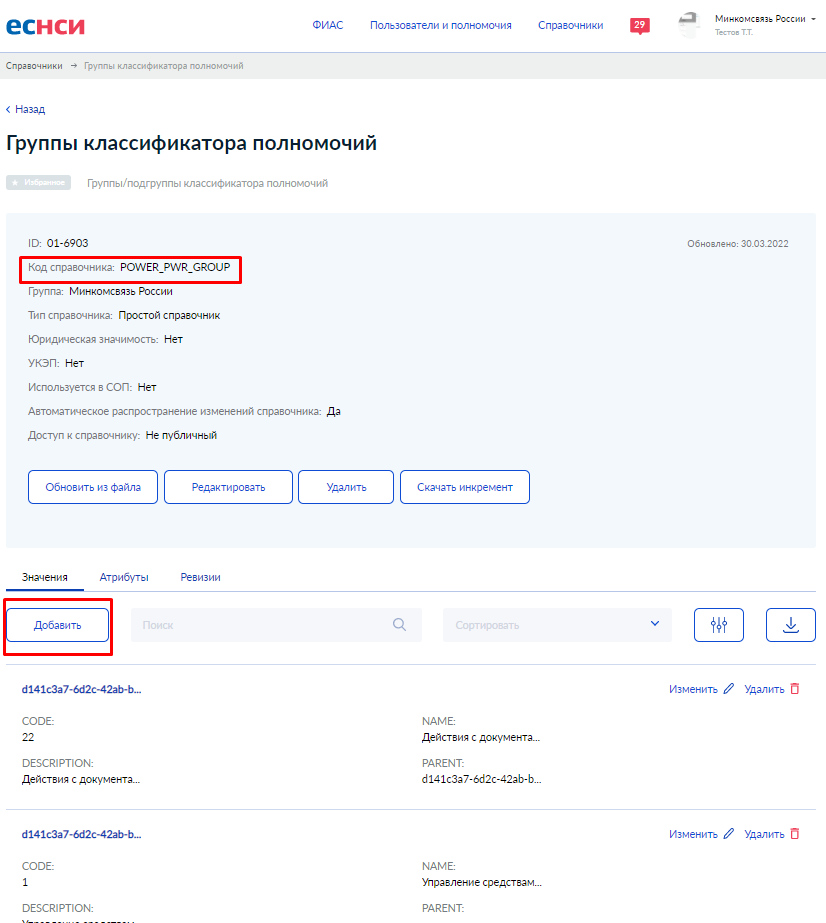 еснси
ФИАС Пользователи и полномочия Справочники 29 Минкомсвязь России
Тестов Т.Т.
Справочники → Группы классификатора полномочий
‹ Назад
Группы классификатора полномочий
★ Избранное Группы/подгруппы классификатора полномочий
ID: 01-6903 Обновлено: 30.03.2022
Код справочника: POWER_PWR_GROUP
Группа: Минкомсвязь России
Тип справочника: Простой справочник
Юридическая значимость: Нет
УКЭП: Нет
Используется в СОП: Нет
Автоматическое распространение изменений справочника: Да
Доступ к справочнику: Не публичный
Обновить из файла Редактировать Удалить Скачать инкремент
Значения Атрибуты Ревизии
Добавить Поиск Сортировать
d141c3a7-6d2c-42ab-b... Изменить Удалить
CODE: NAME:
22 Действия с документа...
DESCRIPTION: PARENT:
Действия с документа... d141c3a7-6d2c-42ab-b...
d141c3a7-6d2c-42ab-b... Изменить Удалить
CODE: NAME:
1 Управление средствам...
DESCRIPTION: PARENT:
Управление средствам...